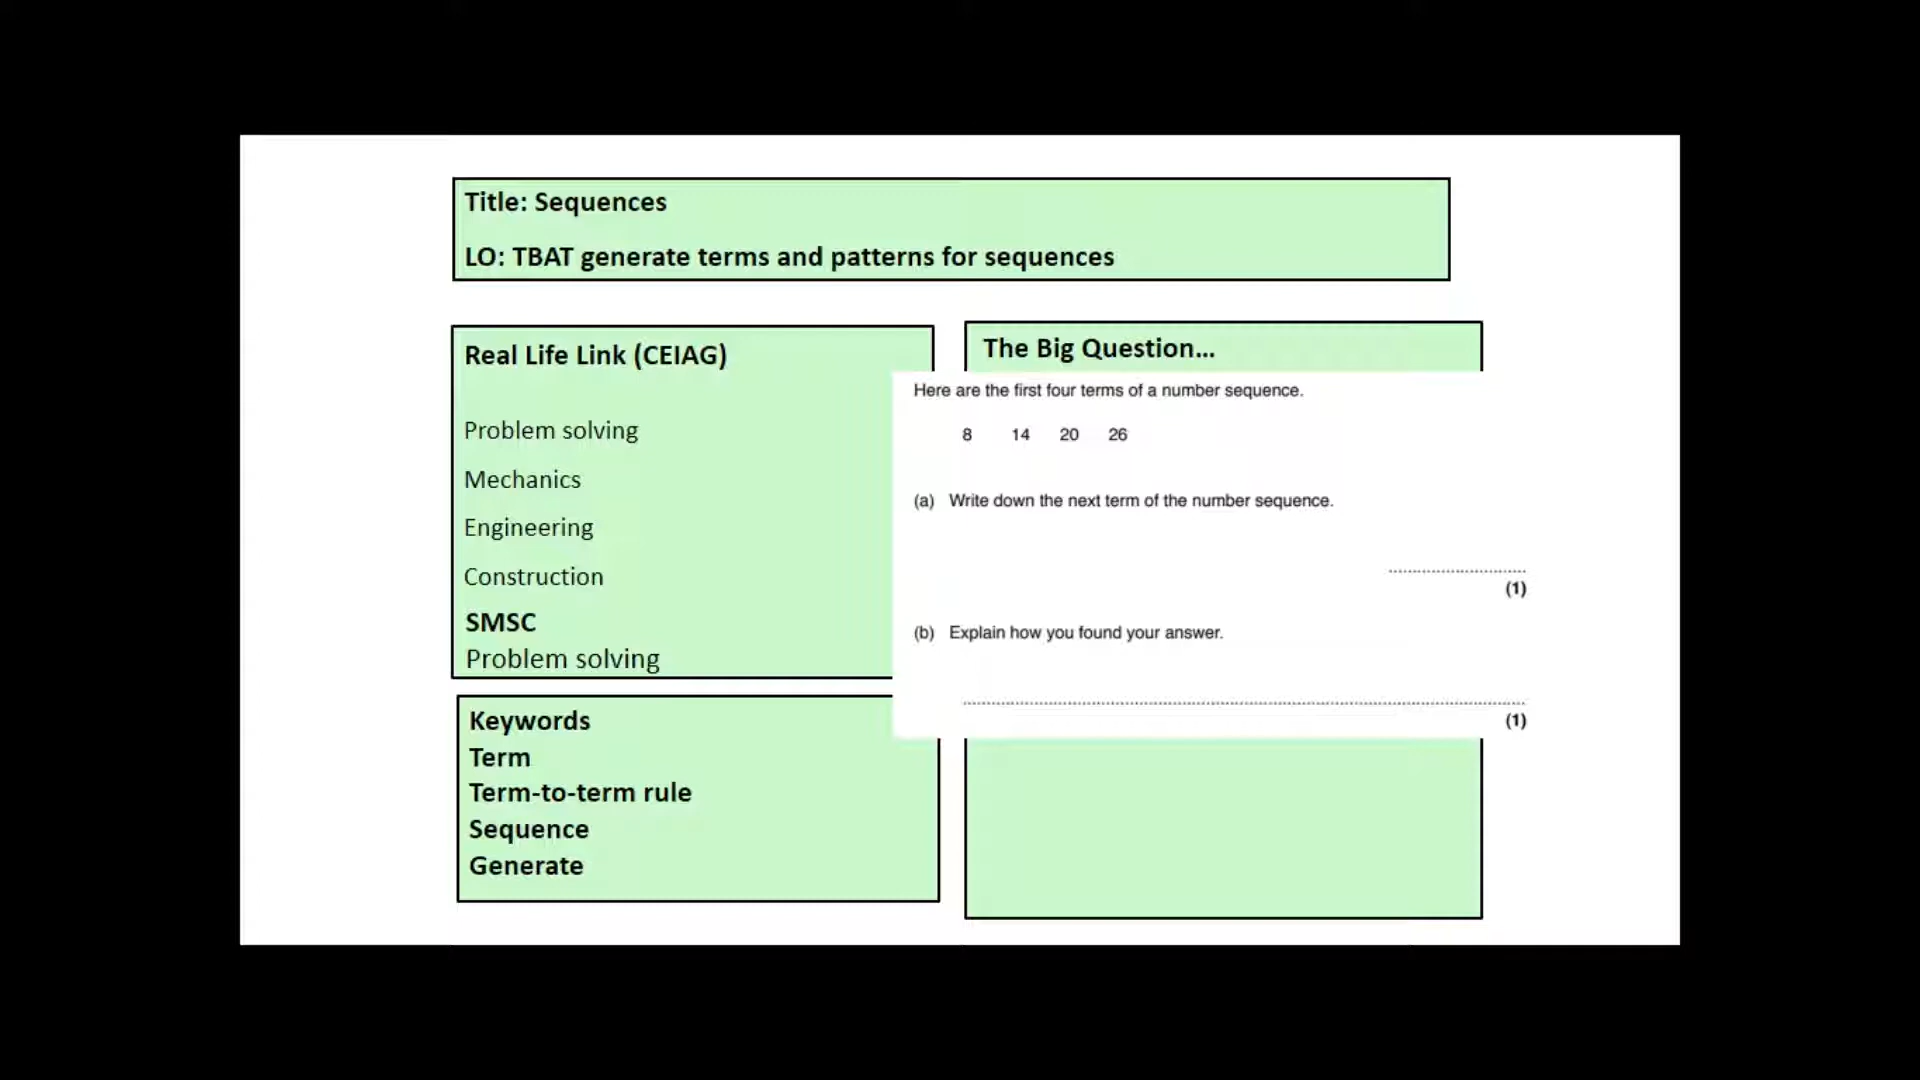 Title: Sequences
LO: TBAT generate terms and patterns for sequences
Real Life Link (CEIAG)
Problem solving
Mechanics
Engineering
Construction
SMSC
Problem solving
Keywords
Term
Term-to-term rule
Sequence
Generate
The Big Question...
Here are the first four terms of a number sequence.
8 14 20 26
(a) Write down the next term of the number sequence.
(1)
(b) Explain how you found your answer.
(1)